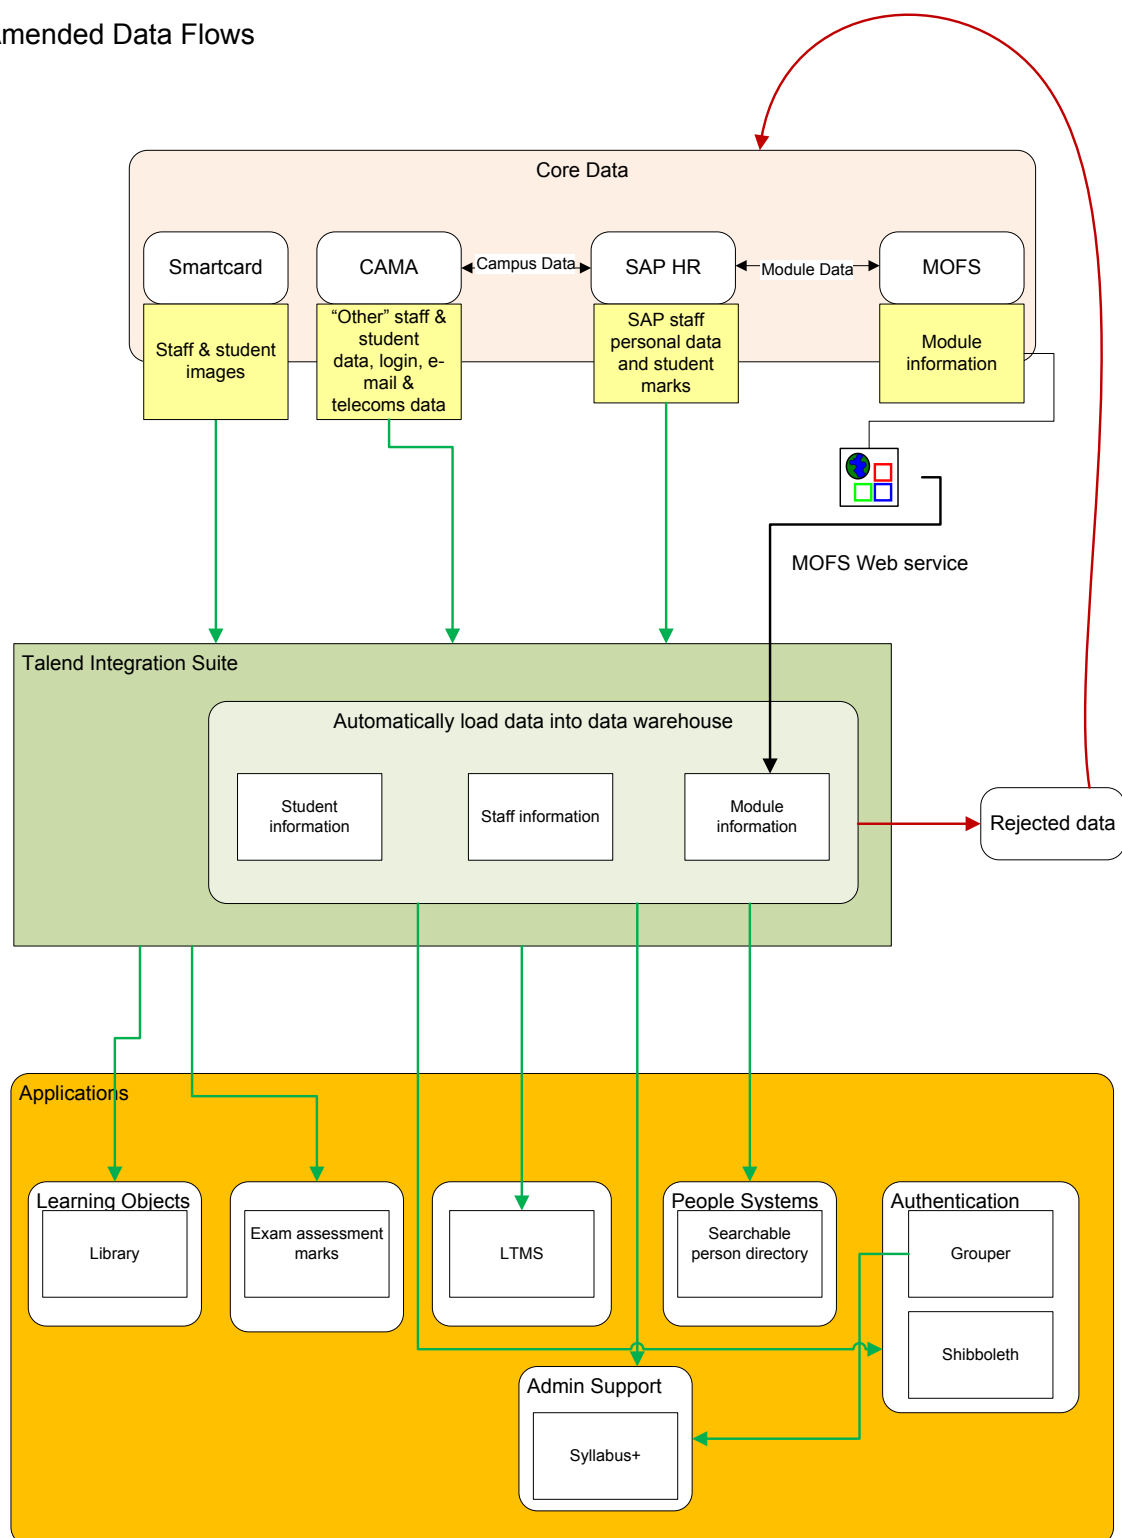 mended Data Flows
Core Data
Smartcard
CAMA
Campus Data
SAP HR
Module Data
MOFS
Staff & student
images
"Other" staff &
student
data, login, e-
mail &
telecoms data
SAP staff
personal data
and student
marks
Module
information
MOFS Web service
Talend Integration Suite
Automatically load data into data warehouse
Student
information
Staff information
Module
information
Rejected data
Applications
Learning Objects
Library
Exam assessment
marks
LTMS
People Systems
Searchable
person directory
Authentication
Grouper
Shibboleth
Admin Support
Syllabus+